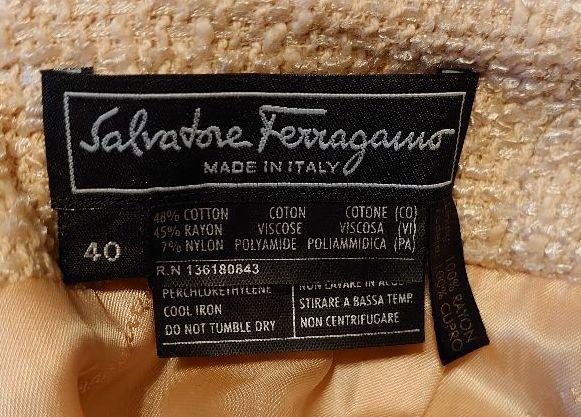 Salvatore Ferragamo
MADE IN ITALY
40
48% COTTON COTON COTONE (CO)
45% RAYON VISCOSE VISCOSA (VI)
7% NYLON POLYAMIDE POLIAMMIDICA (PA)
R.N 136180843
PERCHLORETHYLENE NON LAVARE IN ACQUA
COOL IRON STIRARE A BASSA TEMP.
DO NOT TUMBLE DRY NON CENTRIFUGARE
100% RAYON
100% CUPRO